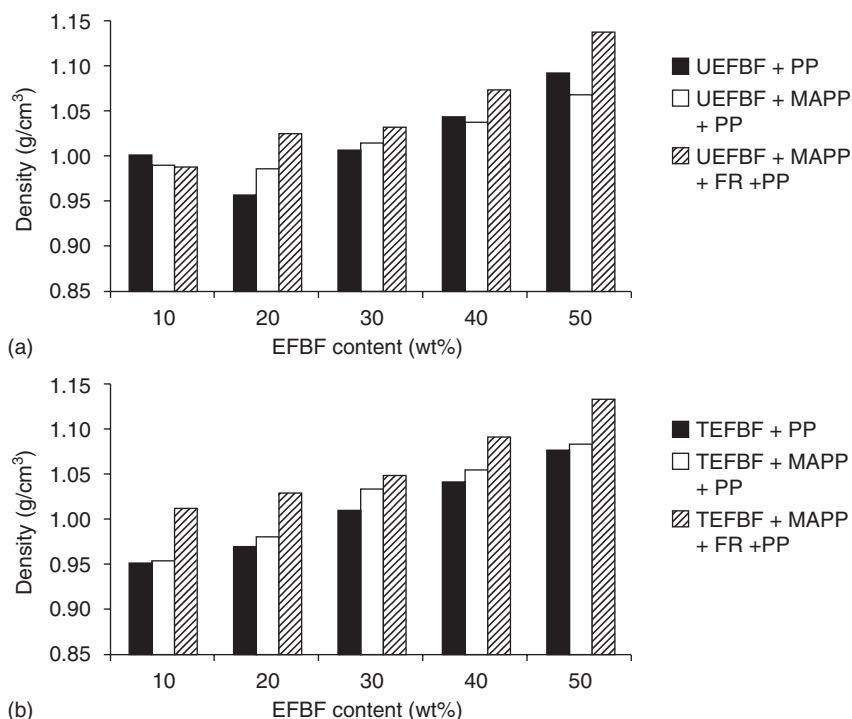 1.15
1.10
1.05
1.00
0.95
0.90
0.85
Density (g/cm³)
10 20 30 40 50
EFBF content (wt%)
(a)
UEFBF + PP
UEFBF + MAPP
+ PP
UEFBF + MAPP
+ FR +PP
1.15
1.10
1.05
1.00
0.95
0.90
0.85
Density (g/cm³)
10 20 30 40 50
EFBF content (wt%)
(b)
TEFBF + PP
TEFBF + MAPP
+ PP
TEFBF + MAPP
+ FR +PP